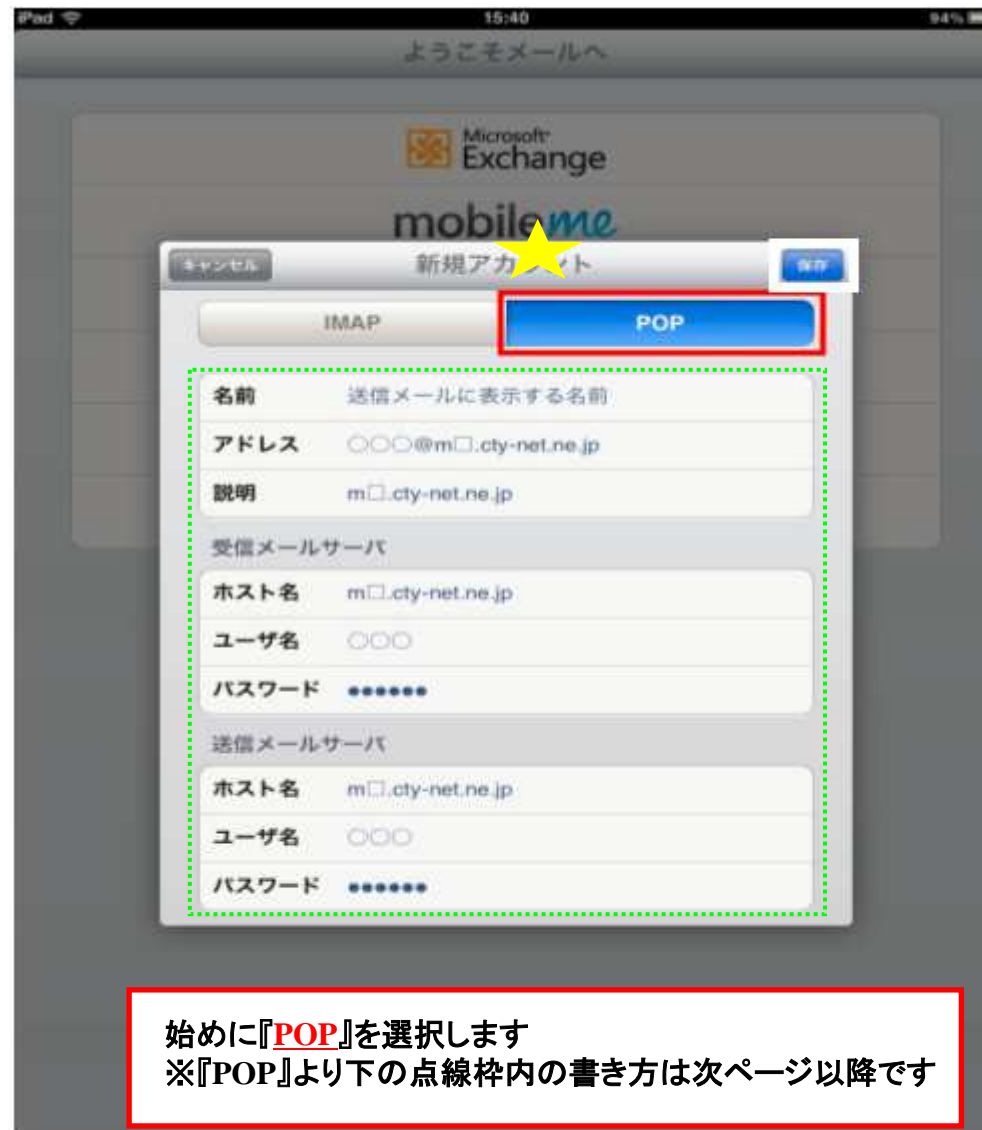 iPad 15:40 94%
ようこそメールへ
Microsoft
Exchange
mobileme
キャンセル 新規アカ ト 保存
IMAP POP
名前 送信メールに表示する名前
アドレス ○○○@m□.cty-net.ne.jp
説明 m□.cty-net.ne.jp
受信メールサーバ
ホスト名 m□.cty-net.ne.jp
ユーザ名 ○○○
パスワード ●●●●●●
送信メールサーバ
ホスト名 m□.cty-net.ne.jp
ユーザ名 ○○○
パスワード ●●●●●●
始めに『POP』を選択します
※『POP』より下の点線枠内の書き方は次ページ以降です